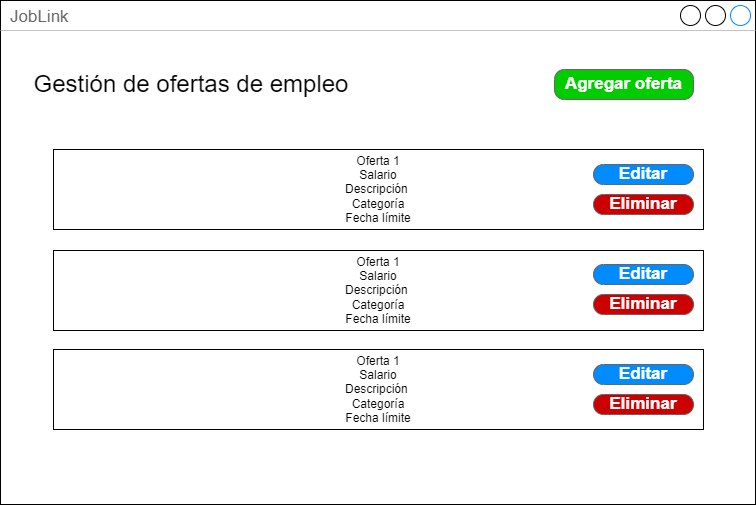 JobLink
Gestión de ofertas de empleo
Agregar oferta
Oferta 1
Salario
Descripción
Categoría
Fecha límite
Editar
Eliminar
Oferta 1
Salario
Descripción
Categoría
Fecha límite
Editar
Eliminar
Oferta 1
Salario
Descripción
Categoría
Fecha límite
Editar
Eliminar